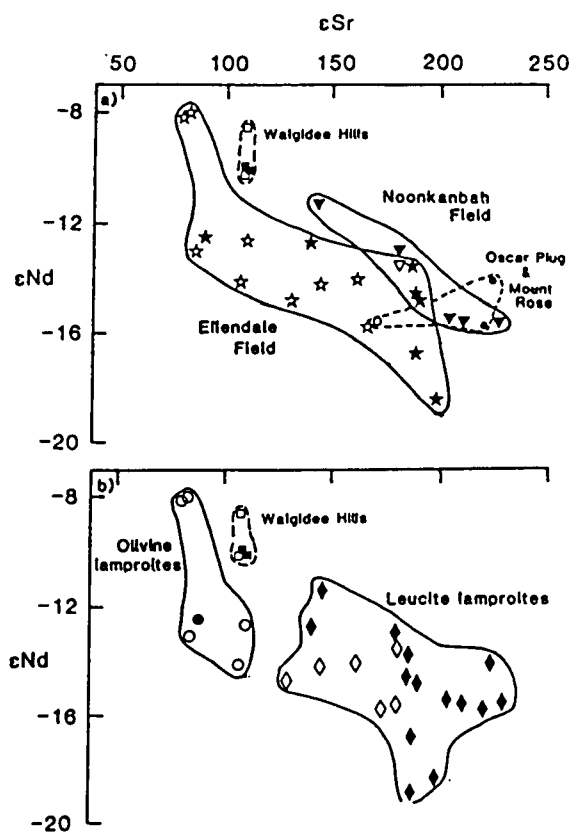 εSr
50 100 150 200 250
a)
-8
Walgidee Hills
Noonkanbah
Field
-12
Oscar Plug
&
Mount
Rose
εNd
Ellendale
Field
-16
-20
b)
-8
Walgidee Hills
Olivine
lamproites
Leucite lamproites
-12
εNd
-16
-20